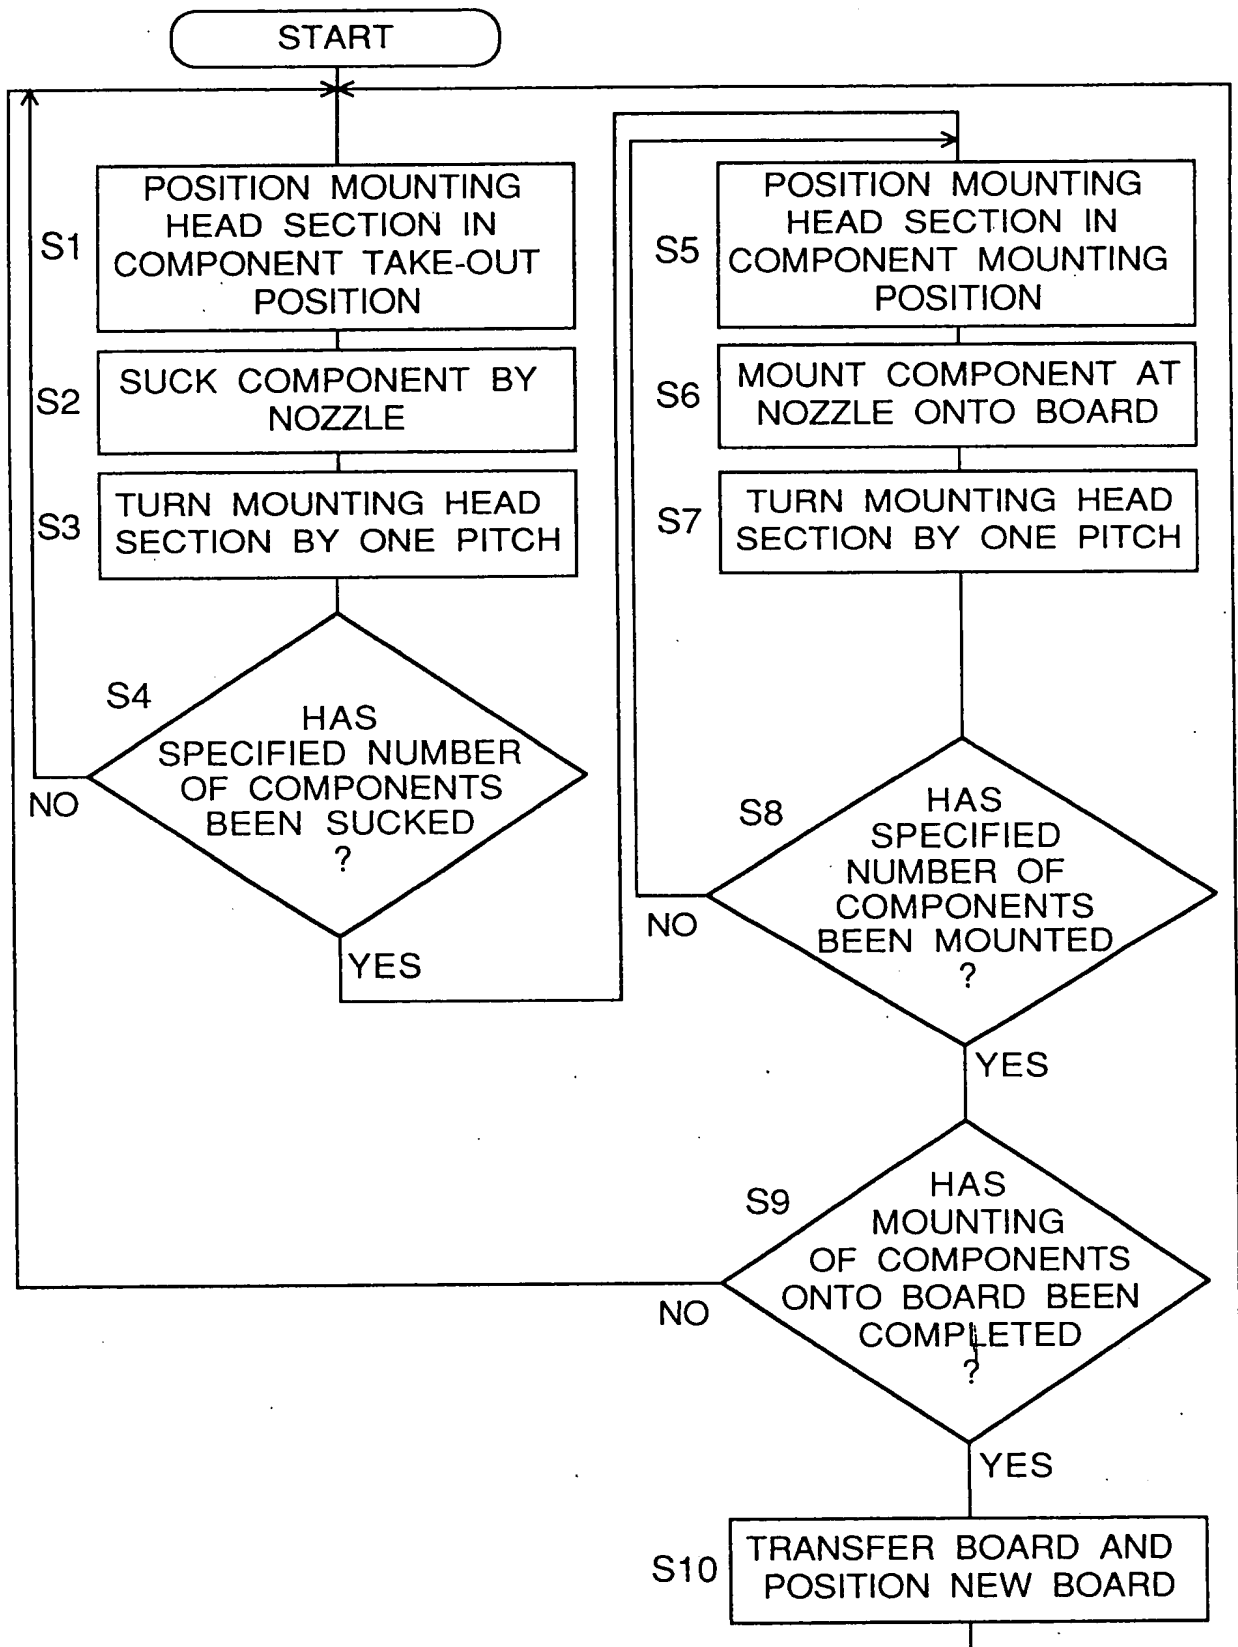 START
S1
POSITION MOUNTING
HEAD SECTION IN
COMPONENT TAKE-OUT
POSITION
S2
SUCK COMPONENT BY
NOZZLE
S3
TURN MOUNTING HEAD
SECTION BY ONE PITCH
S4
HAS
SPECIFIED NUMBER
OF COMPONENTS
BEEN SUCKED
?
NO
YES
S5
POSITION MOUNTING
HEAD SECTION IN
COMPONENT MOUNTING
POSITION
S6
MOUNT COMPONENT AT
NOZZLE ONTO BOARD
S7
TURN MOUNTING HEAD
SECTION BY ONE PITCH
S8
HAS
SPECIFIED
NUMBER OF
COMPONENTS
BEEN MOUNTED
?
NO
YES
S9
HAS
MOUNTING
OF COMPONENTS
ONTO BOARD BEEN
COMPLETED
?
NO
YES
S10
TRANSFER BOARD AND
POSITION NEW BOARD